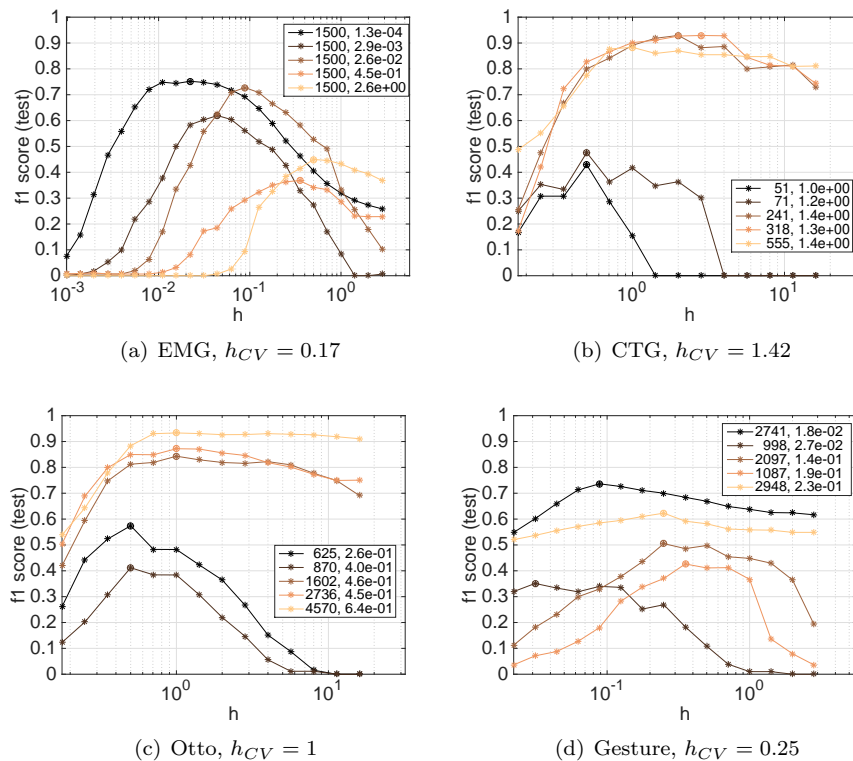 1
0.9
0.8
0.7
0.6
0.5
0.4
0.3
0.2
0.1
0
f1 score (test)
1500, 1.3e-04
1500, 2.9e-03
1500, 2.6e-02
1500, 4.5e-01
1500, 2.6e+00
10^-3 10^-2 10^-1 10^0
h
(a) EMG, h_CV = 0.17
1
0.9
0.8
0.7
0.6
0.5
0.4
0.3
0.2
0.1
0
f1 score (test)
51, 1.0e+00
71, 1.2e+00
241, 1.4e+00
318, 1.3e+00
555, 1.4e+00
10^0 10^1
h
(b) CTG, h_CV = 1.42
1
0.9
0.8
0.7
0.6
0.5
0.4
0.3
0.2
0.1
0
f1 score (test)
625, 2.6e-01
870, 4.0e-01
1602, 4.6e-01
2736, 4.5e-01
4570, 6.4e-01
10^0 10^1
h
(c) Otto, h_CV = 1
1
0.9
0.8
0.7
0.6
0.5
0.4
0.3
0.2
0.1
0
f1 score (test)
2741, 1.8e-02
998, 2.7e-02
2097, 1.4e-01
1087, 1.9e-01
2948, 2.3e-01
10^-1 10^0
h
(d) Gesture, h_CV = 0.25